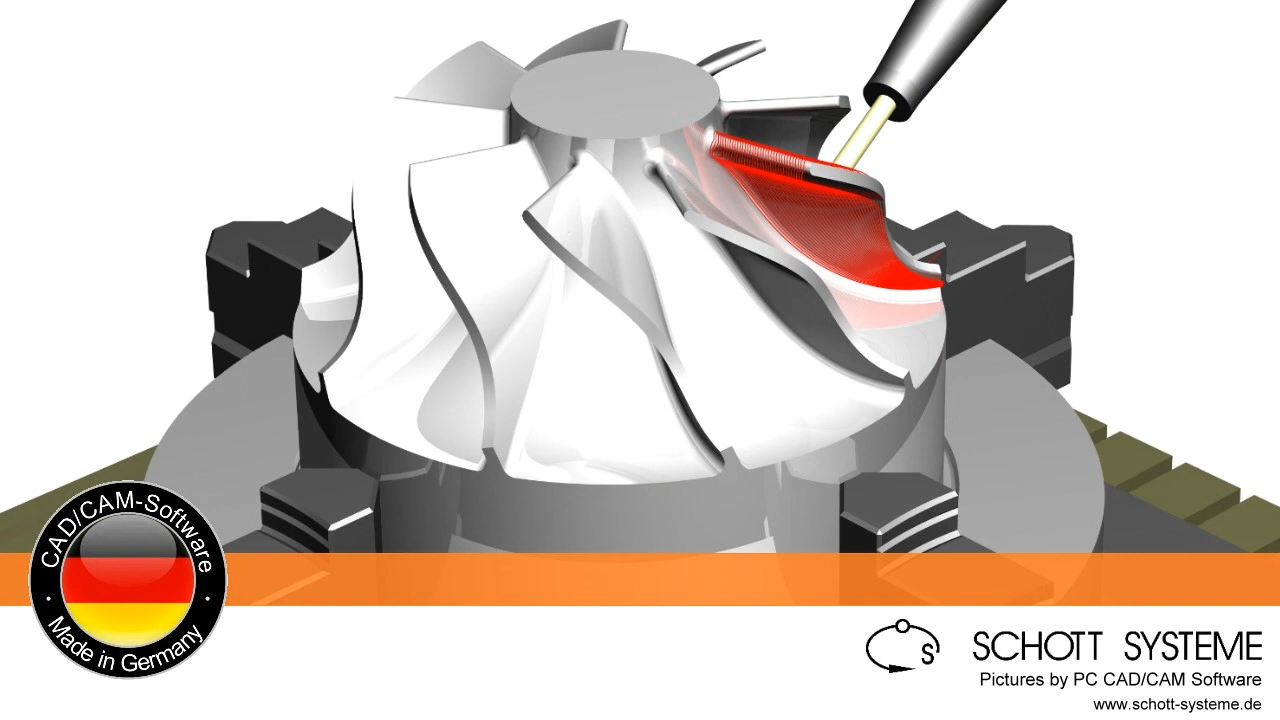 CAD/CAM-Software
Made in Germany
S
SCHOTT SYSTEME
Pictures by PC CAD/CAM Software
www.schott-systeme.de